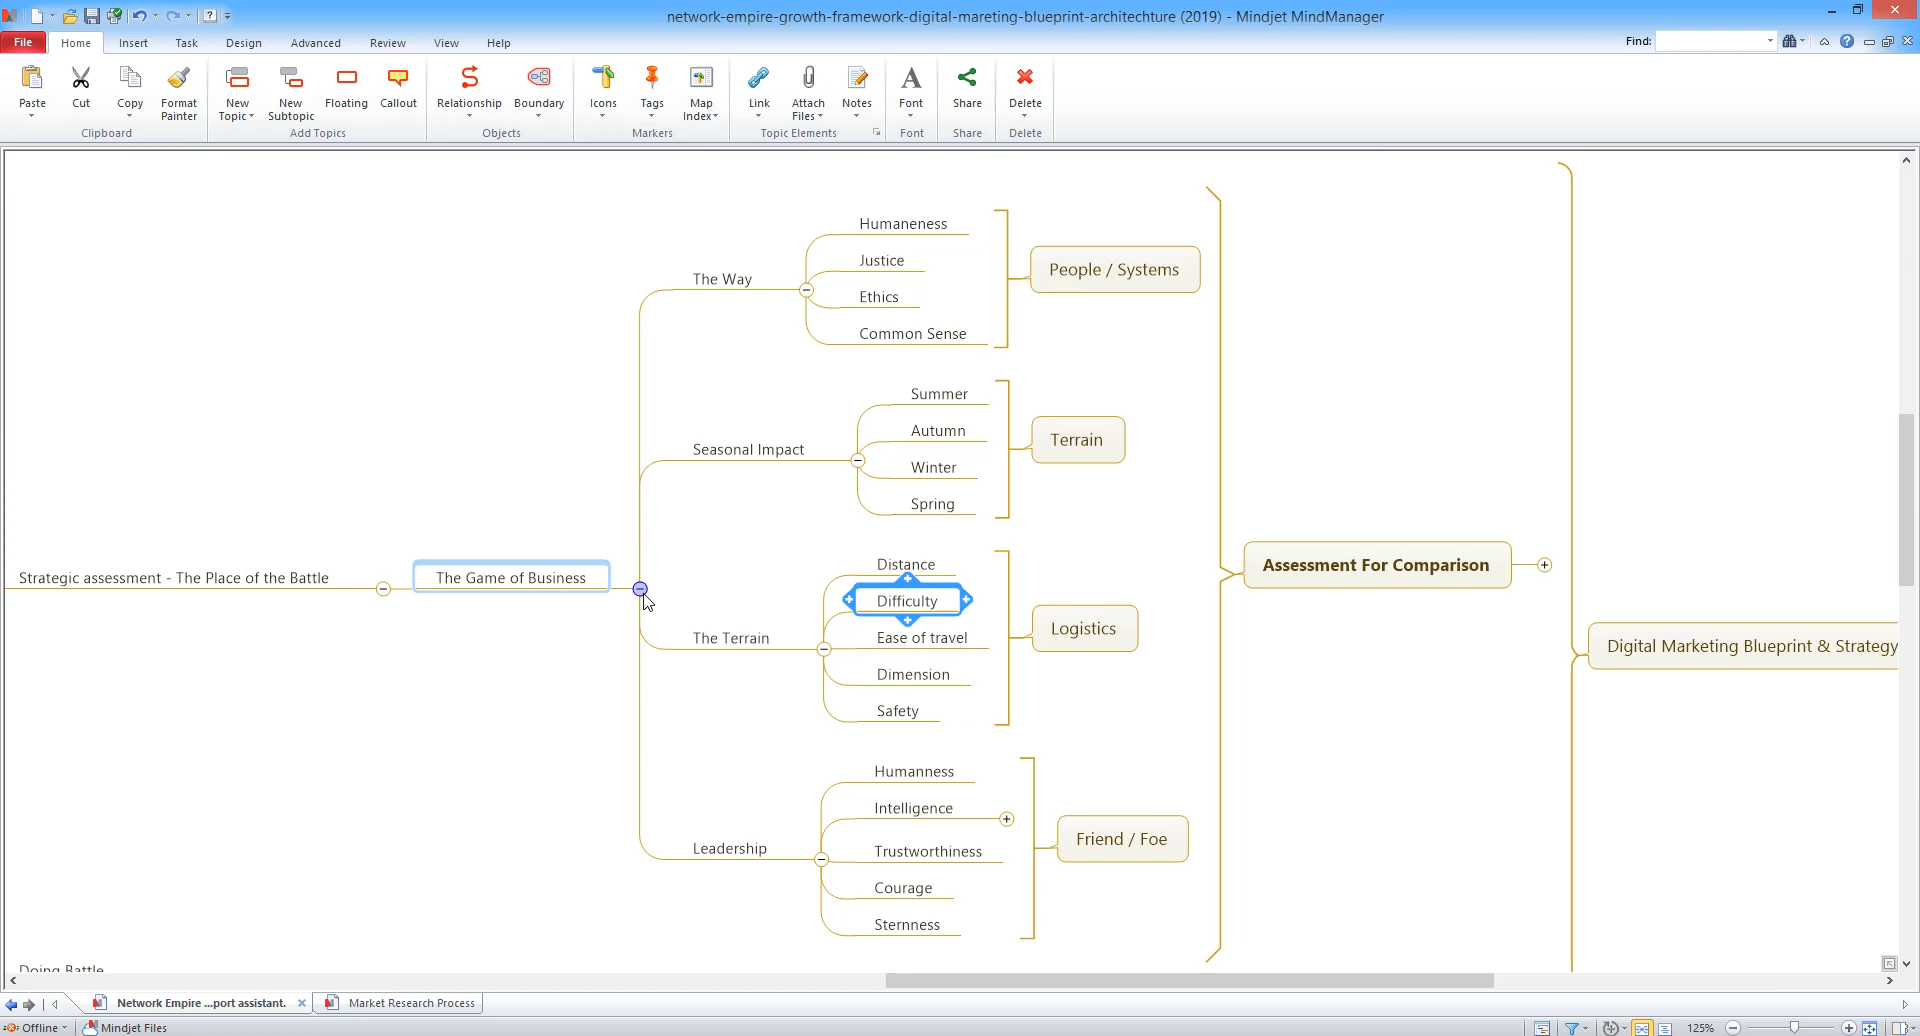 network-empire-growth-framework-digital-mareting-blueprint-architechture (2019) - Mindjet MindManager
File Home Insert Task Design Advanced Review View Help Find:
Paste Cut Copy Format Painter
Clipboard
New Topic New Subtopic Floating Callout
Add Topics
Relationship Boundary
Objects
Icons Tags Map Index
Markers
Link Attach Files Notes
Topic Elements
Font
Font
Share
Share
Delete
Delete
Strategic assessment - The Place of the Battle
The Game of Business
The Way
Humaneness
Justice
Ethics
Common Sense
People / Systems
Seasonal Impact
Summer
Autumn
Winter
Spring
Terrain
The Terrain
Distance
Difficulty
Ease of travel
Dimension
Safety
Logistics
Leadership
Humanness
Intelligence
Trustworthiness
Courage
Sternness
Friend / Foe
Assessment For Comparison
Digital Marketing Blueprint & Strategy
Doing Battle
Network Empire ...port assistant.
Market Research Process
Offline
Mindjet Files
125%